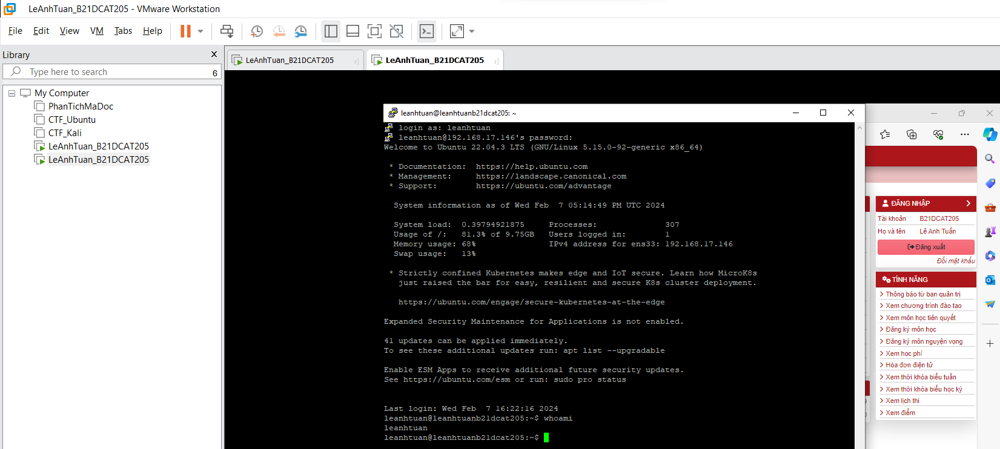 LeAnhTuan_B21DCAT205 - VMware Workstation
File Edit View VM Tabs Help
Library
Type here to search
6
My Computer
PhanTichMaDoc
CTF_Ubuntu
CTF_Kali
LeAnhTuan_B21DCAT205
LeAnhTuan_B21DCAT205
LeAnhTuan_B21DCAT205
LeAnhTuan_B21DCAT205
leanhtuan@leanhtuanb21dcat205: ~
login as: leanhtuan
leanhtuan@192.168.17.146's password:
Welcome to Ubuntu 22.04.3 LTS (GNU/Linux 5.15.0-92-generic x86_64)
* Documentation:  https://help.ubuntu.com
* Management:     https://landscape.canonical.com
* Support:        https://ubuntu.com/advantage
System information as of Wed Feb  7 05:14:49 PM UTC 2024
System load:  0.39794921875     Processes:              307
Usage of /:   81.3% of 9.75GB   Users logged in:        1
Memory usage: 68%               IPv4 address for ens33: 192.168.17.146
Swap usage:   13%
* Strictly confined Kubernetes makes edge and IoT secure. Learn how MicroK8s
just raised the bar for easy, resilient and secure K8s cluster deployment.
https://ubuntu.com/engage/secure-kubernetes-at-the-edge
Expanded Security Maintenance for Applications is not enabled.
41 updates can be applied immediately.
To see these additional updates run: apt list --upgradable
Enable ESM Apps to receive additional future security updates.
See https://ubuntu.com/esm or run: sudo pro status
Last login: Wed Feb  7 16:22:16 2024
leanhtuan@leanhtuanb21dcat205:~$ whoami
leanhtuan
leanhtuan@leanhtuanb21dcat205:~$
ĐĂNG NHẬP
Tài khoản B21DCAT205
Họ và tên Lê Anh Tuấn
Đăng xuất
Đổi mật khẩu
TÍNH NĂNG
Thông báo từ ban quản trị
Xem chương trình đào tạo
Xem môn học tiên quyết
Đăng ký môn học
Đăng ký môn nguyện vọng
Xem học phí
Hóa đơn điện tử
Xem thời khóa biểu tuần
Xem thời khóa biểu học kỳ
Xem lịch thi
Xem điểm